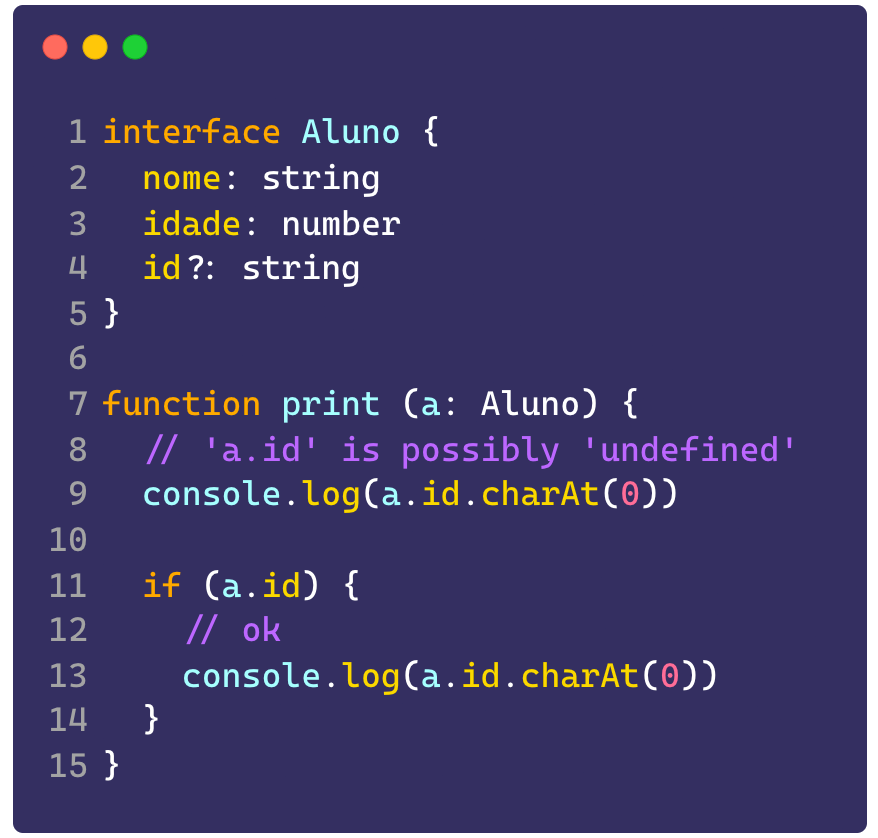 1 interface Aluno {
2   nome: string
3   idade: number
4   id?: string
5 }
6
7 function print (a: Aluno) {
8   // 'a.id' is possibly 'undefined'
9   console.log(a.id.charAt(0))
10
11   if (a.id) {
12     // ok
13     console.log(a.id.charAt(0))
14   }
15 }